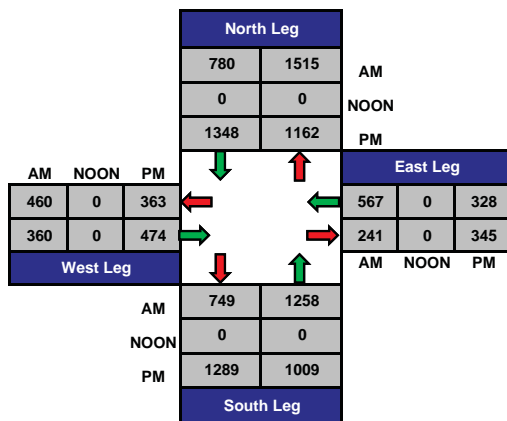 North Leg
780 1515 AM
0 0 NOON
1348 1162 PM
AM NOON PM
East Leg
460 0 363
567 0 328
360 0 474
241 0 345
West Leg
AM NOON PM
AM 749 1258
NOON 0 0
PM 1289 1009
South Leg